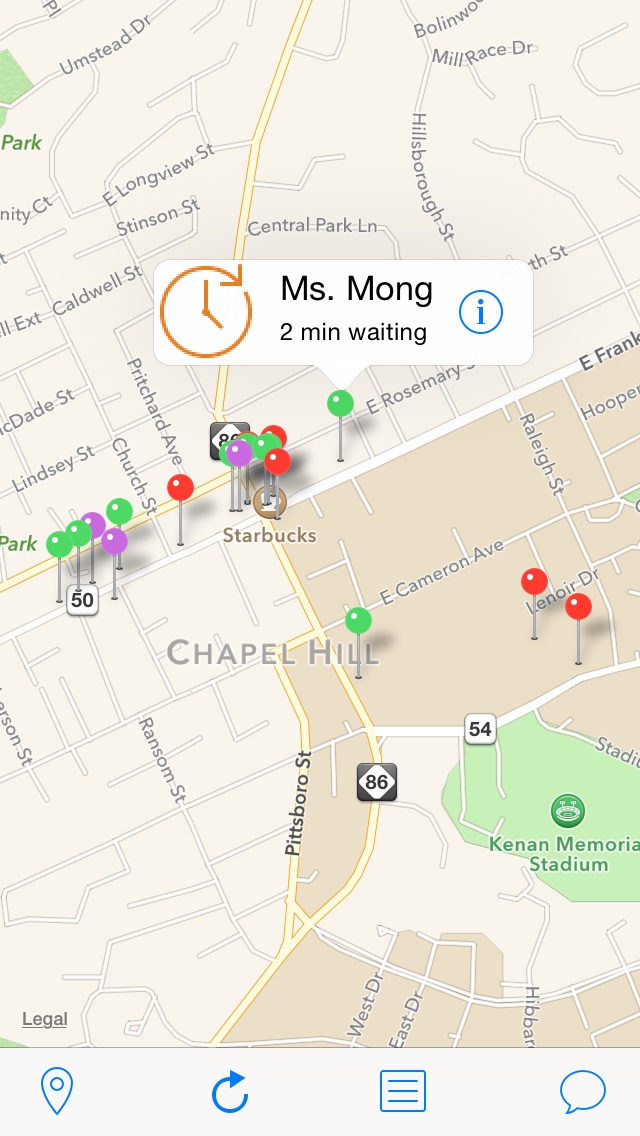 Pl
Umstead Dr
Bolinwo
Mill Race Dr
Park
Hillsborough St
E Longview St
nity Ct
Stinson St
Central Park Ln
North St
Caldwell St
ll Ext
Ms. Mong
2 min waiting
i
E Frank
E Rosemary S
Pritchard Ave
cDade St
Hooper
Raleigh St
Church St
86
Lindsey St
Starbucks
Park
E Cameron Ave
Lenoir Dr
50
CHAPEL HILL
erson St
Ransom St
54
Stadiu
Pittsboro St
86
Kenan Memoria
Stadium
West Dr
East Dr
Hibbar
Legal